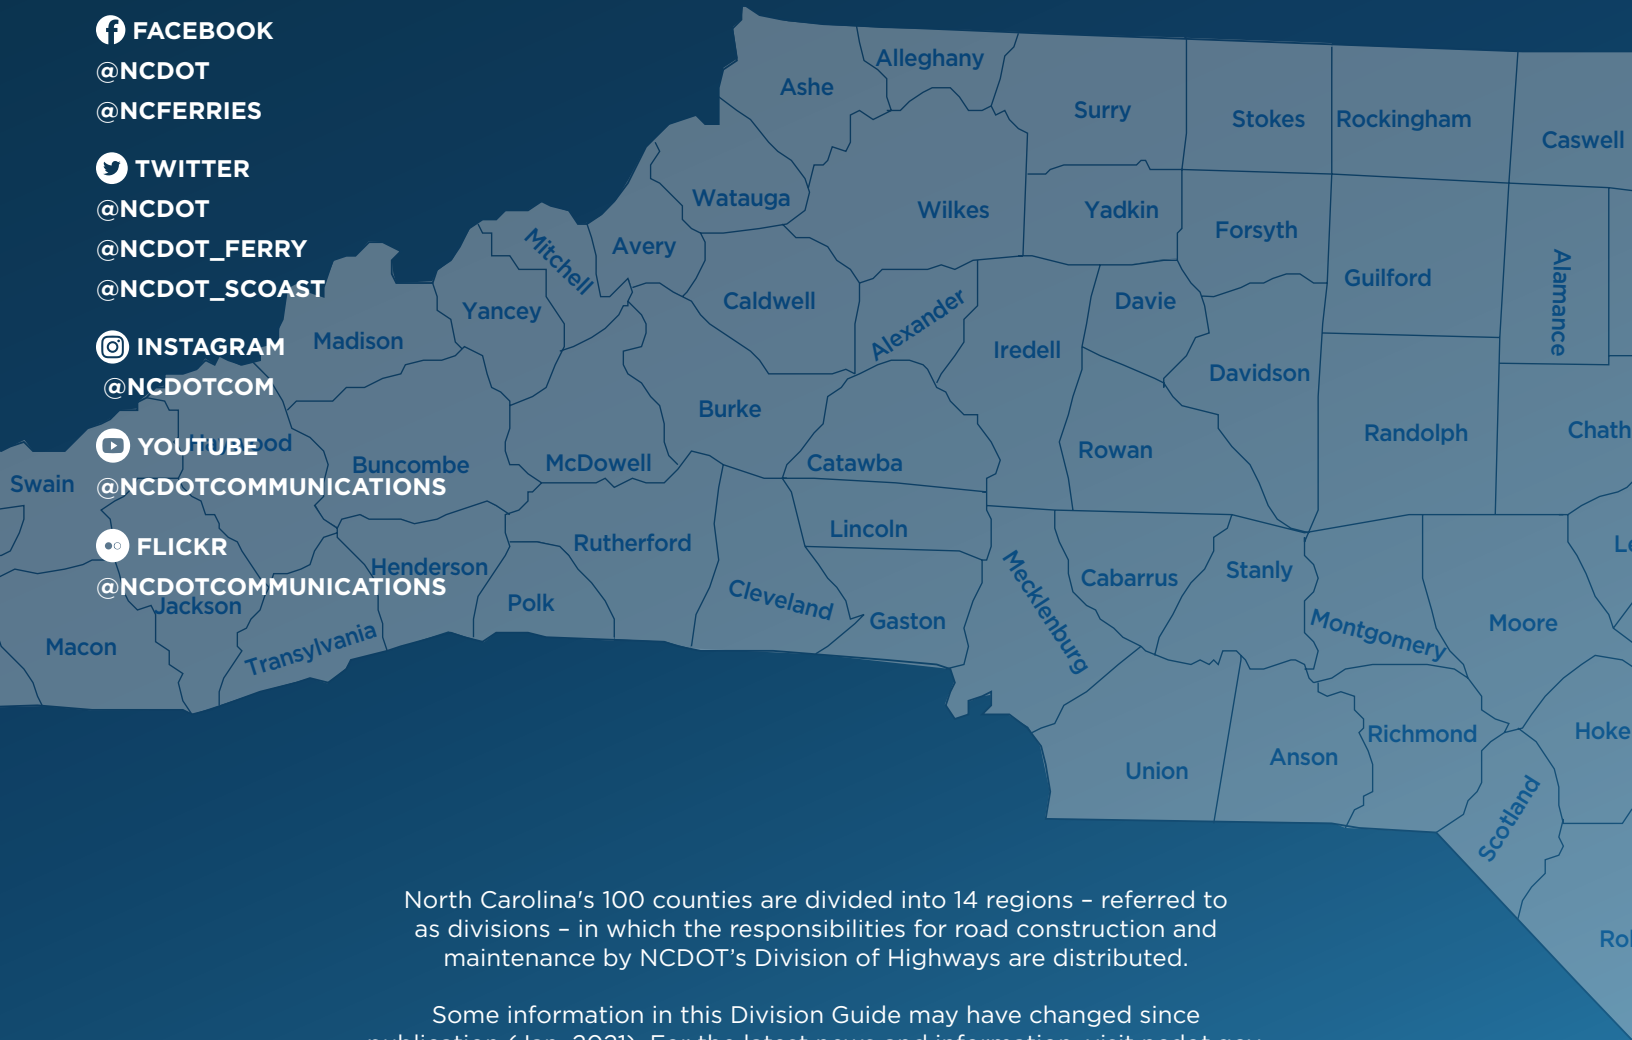 FACEBOOK
@NCDOT
@NCFERRIES
TWITTER
@NCDOT
@NCDOT_FERRY
@NCDOT_SCOAST
INSTAGRAM
@NCDOTCOM
YOUTUBE
@NCDOTCOMMUNICATIONS
FLICKR
@NCDOTCOMMUNICATIONS
Alleghany
Ashe
Surry
Stokes
Rockingham
Caswell
Watauga
Wilkes
Yadkin
Forsyth
Mitchell
Avery
Guilford
Alamance
Yancey
Caldwell
Alexander
Davie
Madison
Iredell
Davidson
Burke
Randolph
Chath
Buncombe
McDowell
Catawba
Rowan
Swain
Lincoln
Rutherford
Henderson
Mecklenburg
Cabarrus
Stanly
Jackson
Polk
Cleveland
Gaston
Montgomery
Moore
Macon
Transylvania
Richmond
Hoke
Union
Anson
Scotland
North Carolina's 100 counties are divided into 14 regions – referred to
as divisions – in which the responsibilities for road construction and
maintenance by NCDOT’s Division of Highways are distributed.
Some information in this Division Guide may have changed since